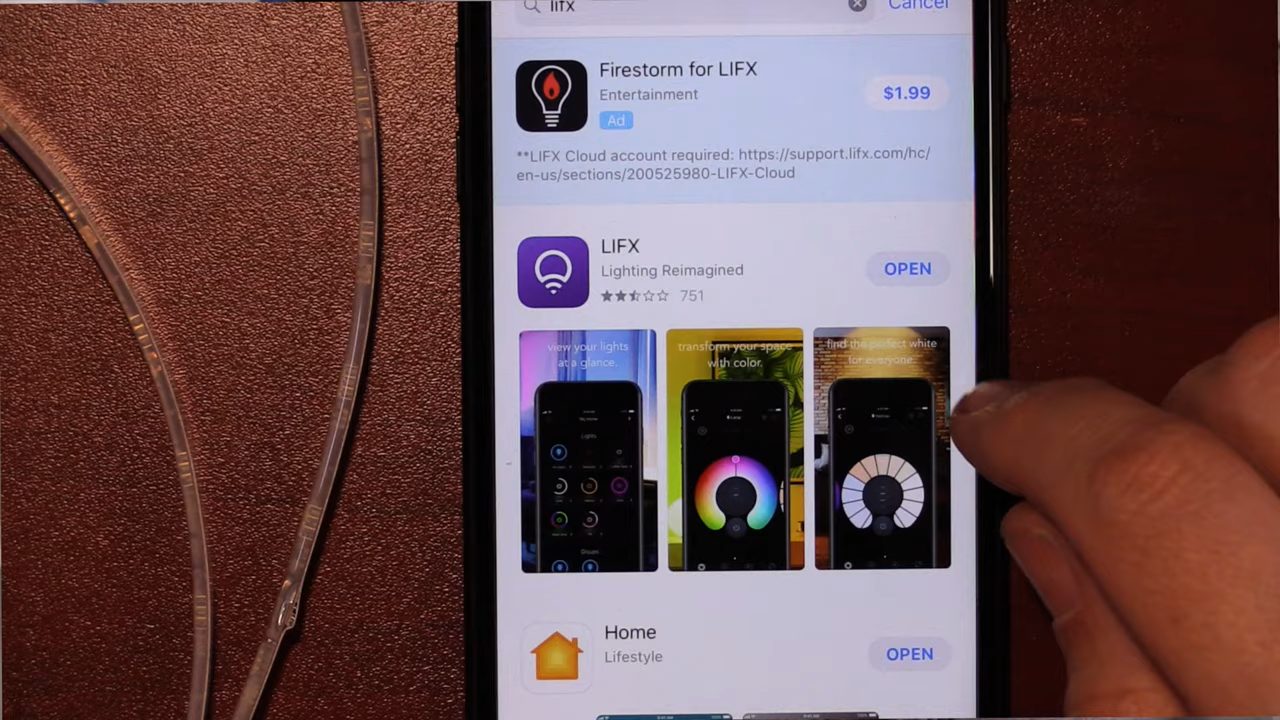 lifx
Cancel
Firestorm for LIFX
Entertainment
Ad
$1.99
**LIFX Cloud account required: https://support.lifx.com/hc/
en-us/sections/200525980-LIFX-Cloud
LIFX
Lighting Reimagined
751
OPEN
view your lights
at a glance.
transform your space
with color.
find the perfect white
for everyone.
Lights
Groups
Home
Lifestyle
OPEN